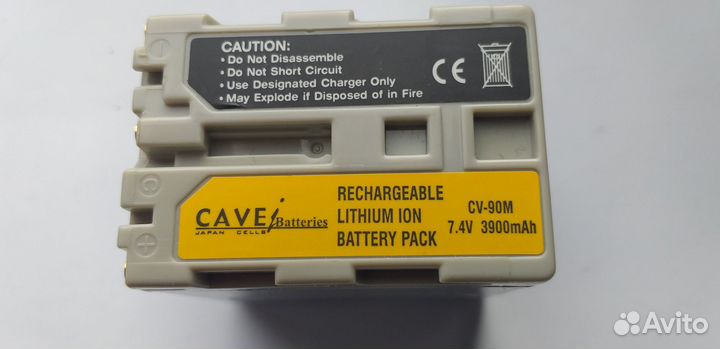 CAUTION:
• Do Not Disassemble
• Do Not Short Circuit
• Use Designated Charger Only
• May Explode if Disposed of in Fire
CE
CAVE i Batteries
JAPAN CELLS
RECHARGEABLE
LITHIUM ION
BATTERY PACK
CV-90M
7.4V 3900mAh
−
C
+
Avito